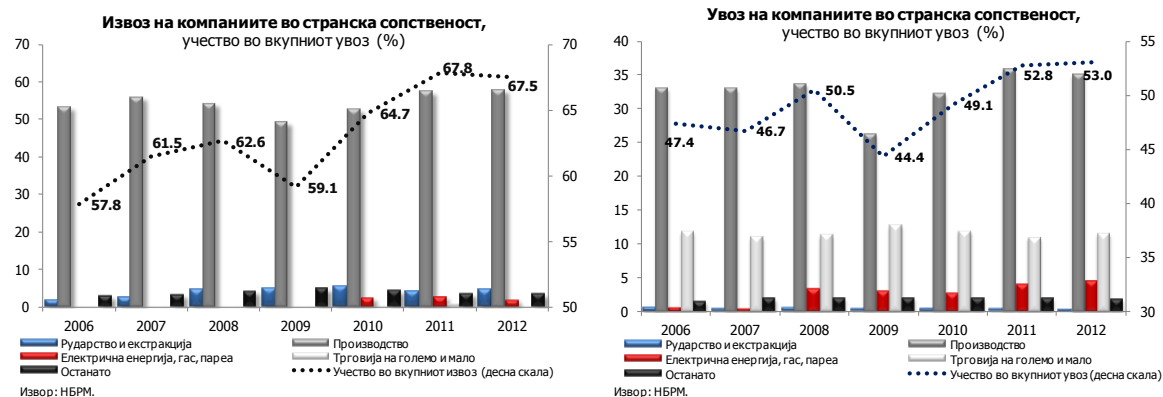 Извоз на компаниите во странска сопственост,
учество во вкупниот увоз (%)
70
60
50
40
30
20
10
0
70
65
60
55
50
57.8
61.5
62.6
59.1
64.7
67.8
67.5
2006 2007 2008 2009 2010 2011 2012
Рударство и екстракција
Производство
Електрична енергија, гас, пареа
Трговија на големо и мало
Останато
Учество во вкупниот извоз (десна скала)
Извор: НБРМ.
Увоз на компаниите во странска сопственост,
учество во вкупниот увоз (%)
40
35
30
25
20
15
10
5
0
55
50
45
40
35
30
47.4
46.7
50.5
44.4
49.1
52.8
53.0
2006 2007 2008 2009 2010 2011 2012
Рударство и екстракција
Производство
Електрична енергија, гас, пареа
Трговија на големо и мало
Останато
Учество во вкупниот увоз (десна скала)
Извор: НБРМ.